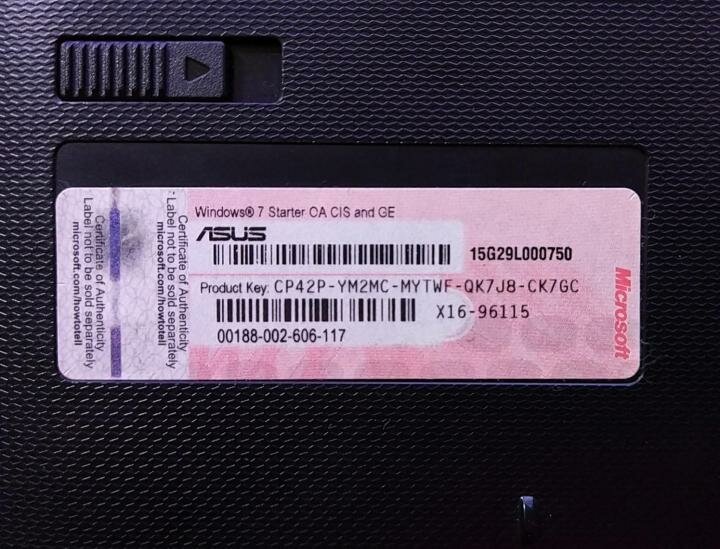 Certificate of Authenticity
Label not to be sold separately
microsoft.com/howtotell
Certificate of Authenticity
· Label not to be sold separately
microsoft.com/howtotell
Windows® 7 Starter OA CIS and GE
ASUS
15G29L000750
Product Key: CP42P-YM2MC-MYTWF-QK7J8-CK7GC
X16-96115
00188-002-606-117
Microsoft